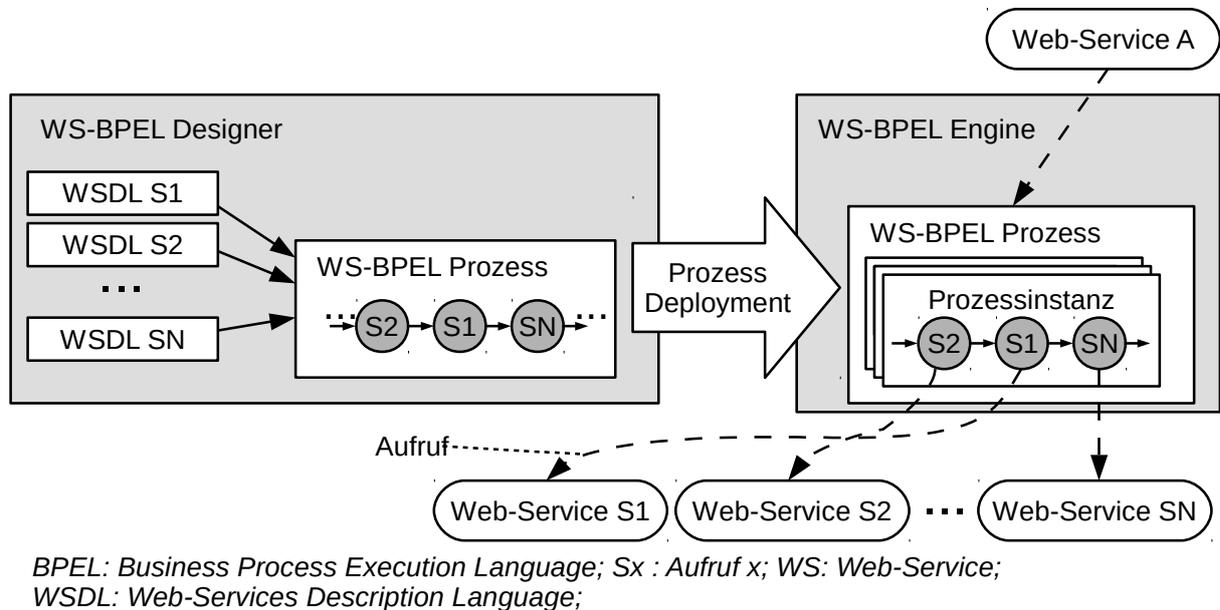 Web-Service A
WS-BPEL Designer
WS-BPEL Engine
WSDL S1
WSDL S2
...
WSDL SN
WS-BPEL Prozess
... S2 S1 SN ...
Prozess
Deployment
WS-BPEL Prozess
Prozessinstanz
S2 S1 SN
Aufruf
Web-Service S1
Web-Service S2
...
Web-Service SN
BPEL: Business Process Execution Language; Sx : Aufruf x; WS: Web-Service;
WSDL: Web-Services Description Language;